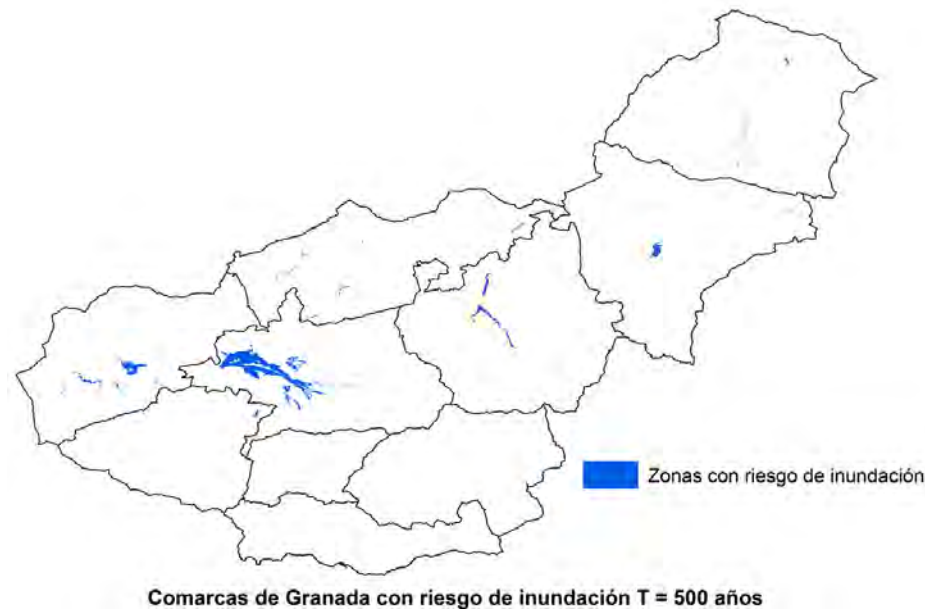 Zonas con riesgo de inundación
Comarcas de Granada con riesgo de inundación T = 500 años